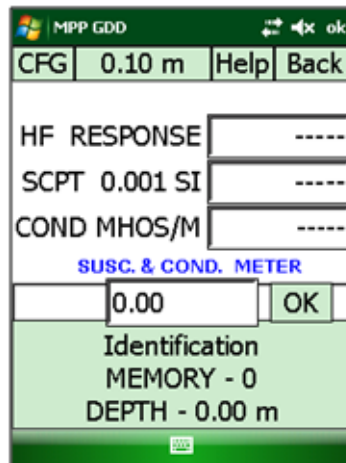 MPP GDD ok
CFG 0.10 m Help Back
HF RESPONSE -----
SCPT 0.001 SI -----
COND MHOS/M -----
SUSC. & COND. METER
0.00 OK
Identification
MEMORY - 0
DEPTH - 0.00 m